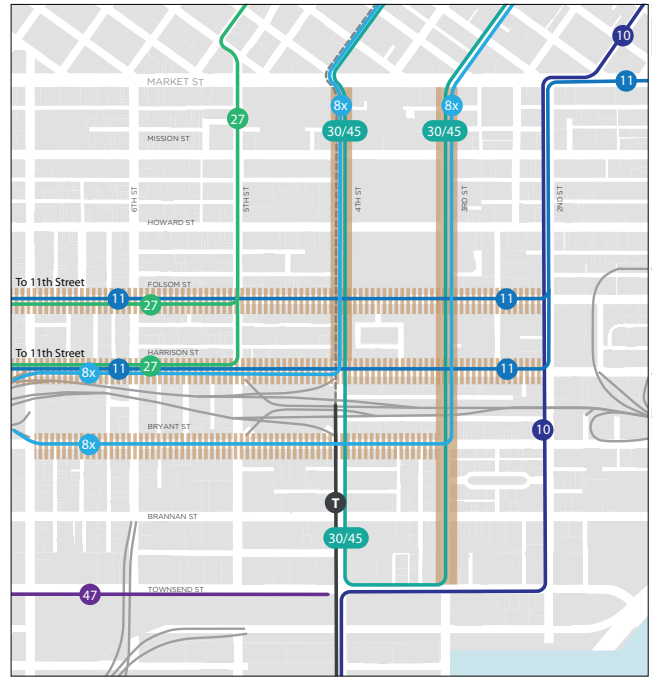 10
11
MARKET ST
8x
8x
27
30/45
30/45
MISSION ST
6TH ST
5TH ST
4TH ST
3RD ST
2ND ST
HOWARD ST
To 11th Street
FOLSOM ST
11
27
11
To 11th Street
HARRISON ST
8x
11
27
11
BRYANT ST
10
8x
T
BRANNAN ST
30/45
TOWNSEND ST
47